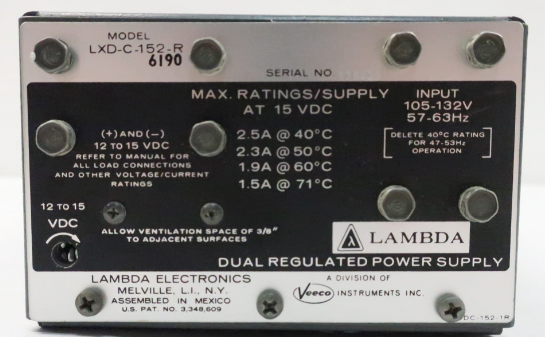 MODEL
LXD-C-152-R
6190
SERIAL NO
MAX. RATINGS/SUPPLY
AT 15 VDC
2.5A @ 40°C
2.3A @ 50°C
1.9A @ 60°C
1.5A @ 71°C
INPUT
105-132V
57-63Hz
DELETE 40°C RATING
FOR 47-53Hz
OPERATION
(+) AND (-)
12 TO 15 VDC
REFER TO MANUAL FOR
ALL LOAD CONNECTIONS
AND OTHER VOLTAGE/CURRENT
RATINGS
12 TO 15
VDC
ALLOW VENTILATION SPACE OF 3/8"
TO ADJACENT SURFACES
λ LAMBDA
DUAL REGULATED POWER SUPPLY
LAMBDA ELECTRONICS
MELVILLE, L.I., N.Y.
ASSEMBLED IN MEXICO
U.S. PAT. NO. 3,348,609
A DIVISION OF
Veeco INSTRUMENTS INC.
DC-152-1R